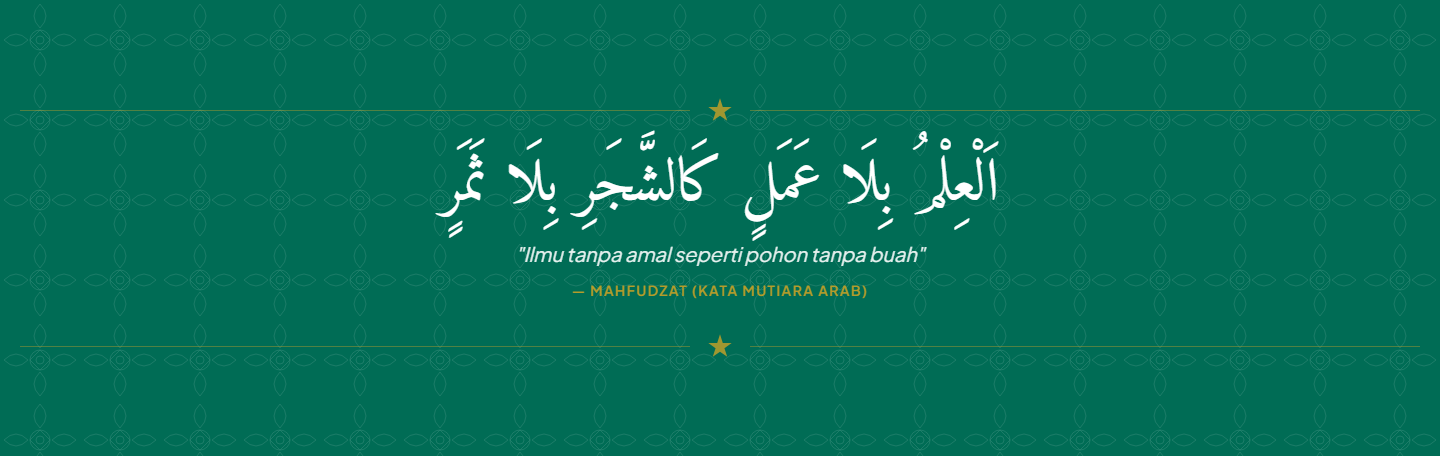 اَلْعِلْمُ بِلَا عَمَلٍ كَالشَّجَرِ بِلَا ثَمَرٍ
"Ilmu tanpa amal seperti pohon tanpa buah"
— MAHFUDZAT (KATA MUTIARA ARAB)